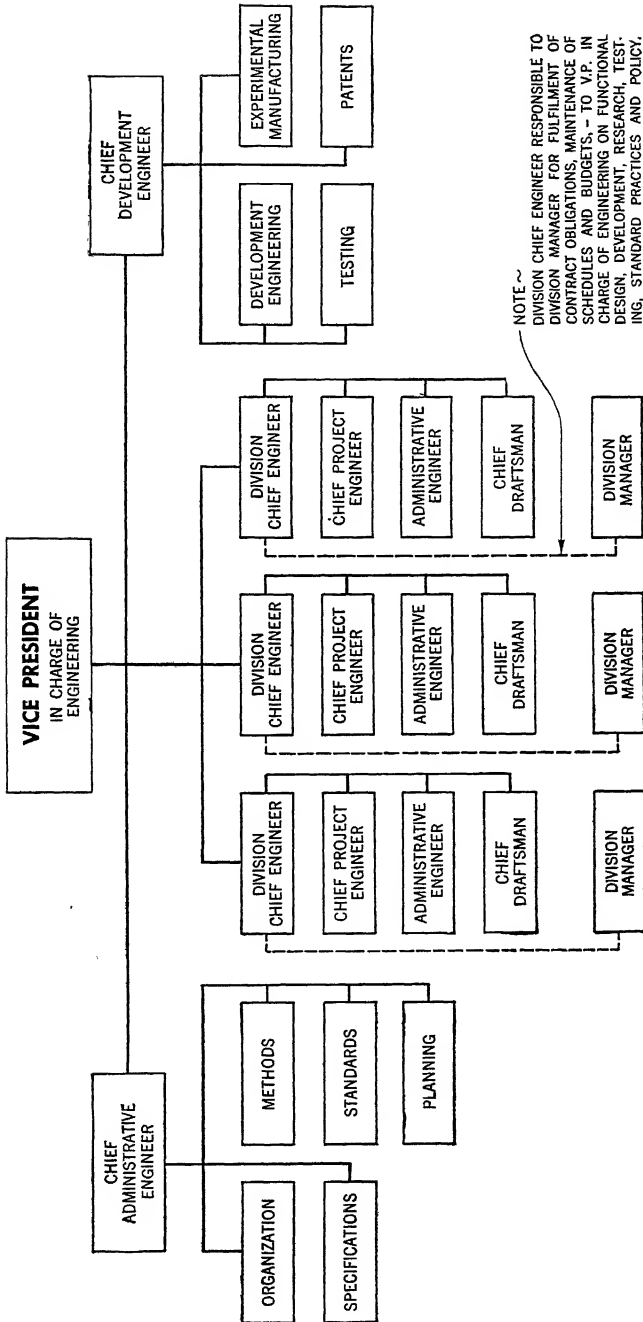 VICE PRESIDENT
IN CHARGE OF
ENGINEERING
CHIEF
ADMINISTRATIVE
ENGINEER
CHIEF
DEVELOPMENT
ENGINEER
ORGANIZATION
METHODS
SPECIFICATIONS
STANDARDS
PLANNING
DIVISION
CHIEF ENGINEER
CHIEF PROJECT
ENGINEER
ADMINISTRATIVE
ENGINEER
CHIEF
DRAFTSMAN
DIVISION
MANAGER
DIVISION
CHIEF ENGINEER
CHIEF PROJECT
ENGINEER
ADMINISTRATIVE
ENGINEER
CHIEF
DRAFTSMAN
DIVISION
MANAGER
DIVISION
CHIEF ENGINEER
CHIEF PROJECT
ENGINEER
ADMINISTRATIVE
ENGINEER
CHIEF
DRAFTSMAN
DIVISION
MANAGER
DEVELOPMENT
ENGINEERING
EXPERIMENTAL
MANUFACTURING
TESTING
PATENTS
NOTE~
DIVISION CHIEF ENGINEER RESPONSIBLE TO
DIVISION MANAGER FOR FULFILMENT OF
CONTRACT OBLIGATIONS, MAINTENANCE OF
SCHEDULES AND BUDGETS, - TO V.P. IN
CHARGE OF ENGINEERING ON FUNCTIONAL
DESIGN, DEVELOPMENT, RESEARCH, TEST-
ING, STANDARD PRACTICES AND POLICY.